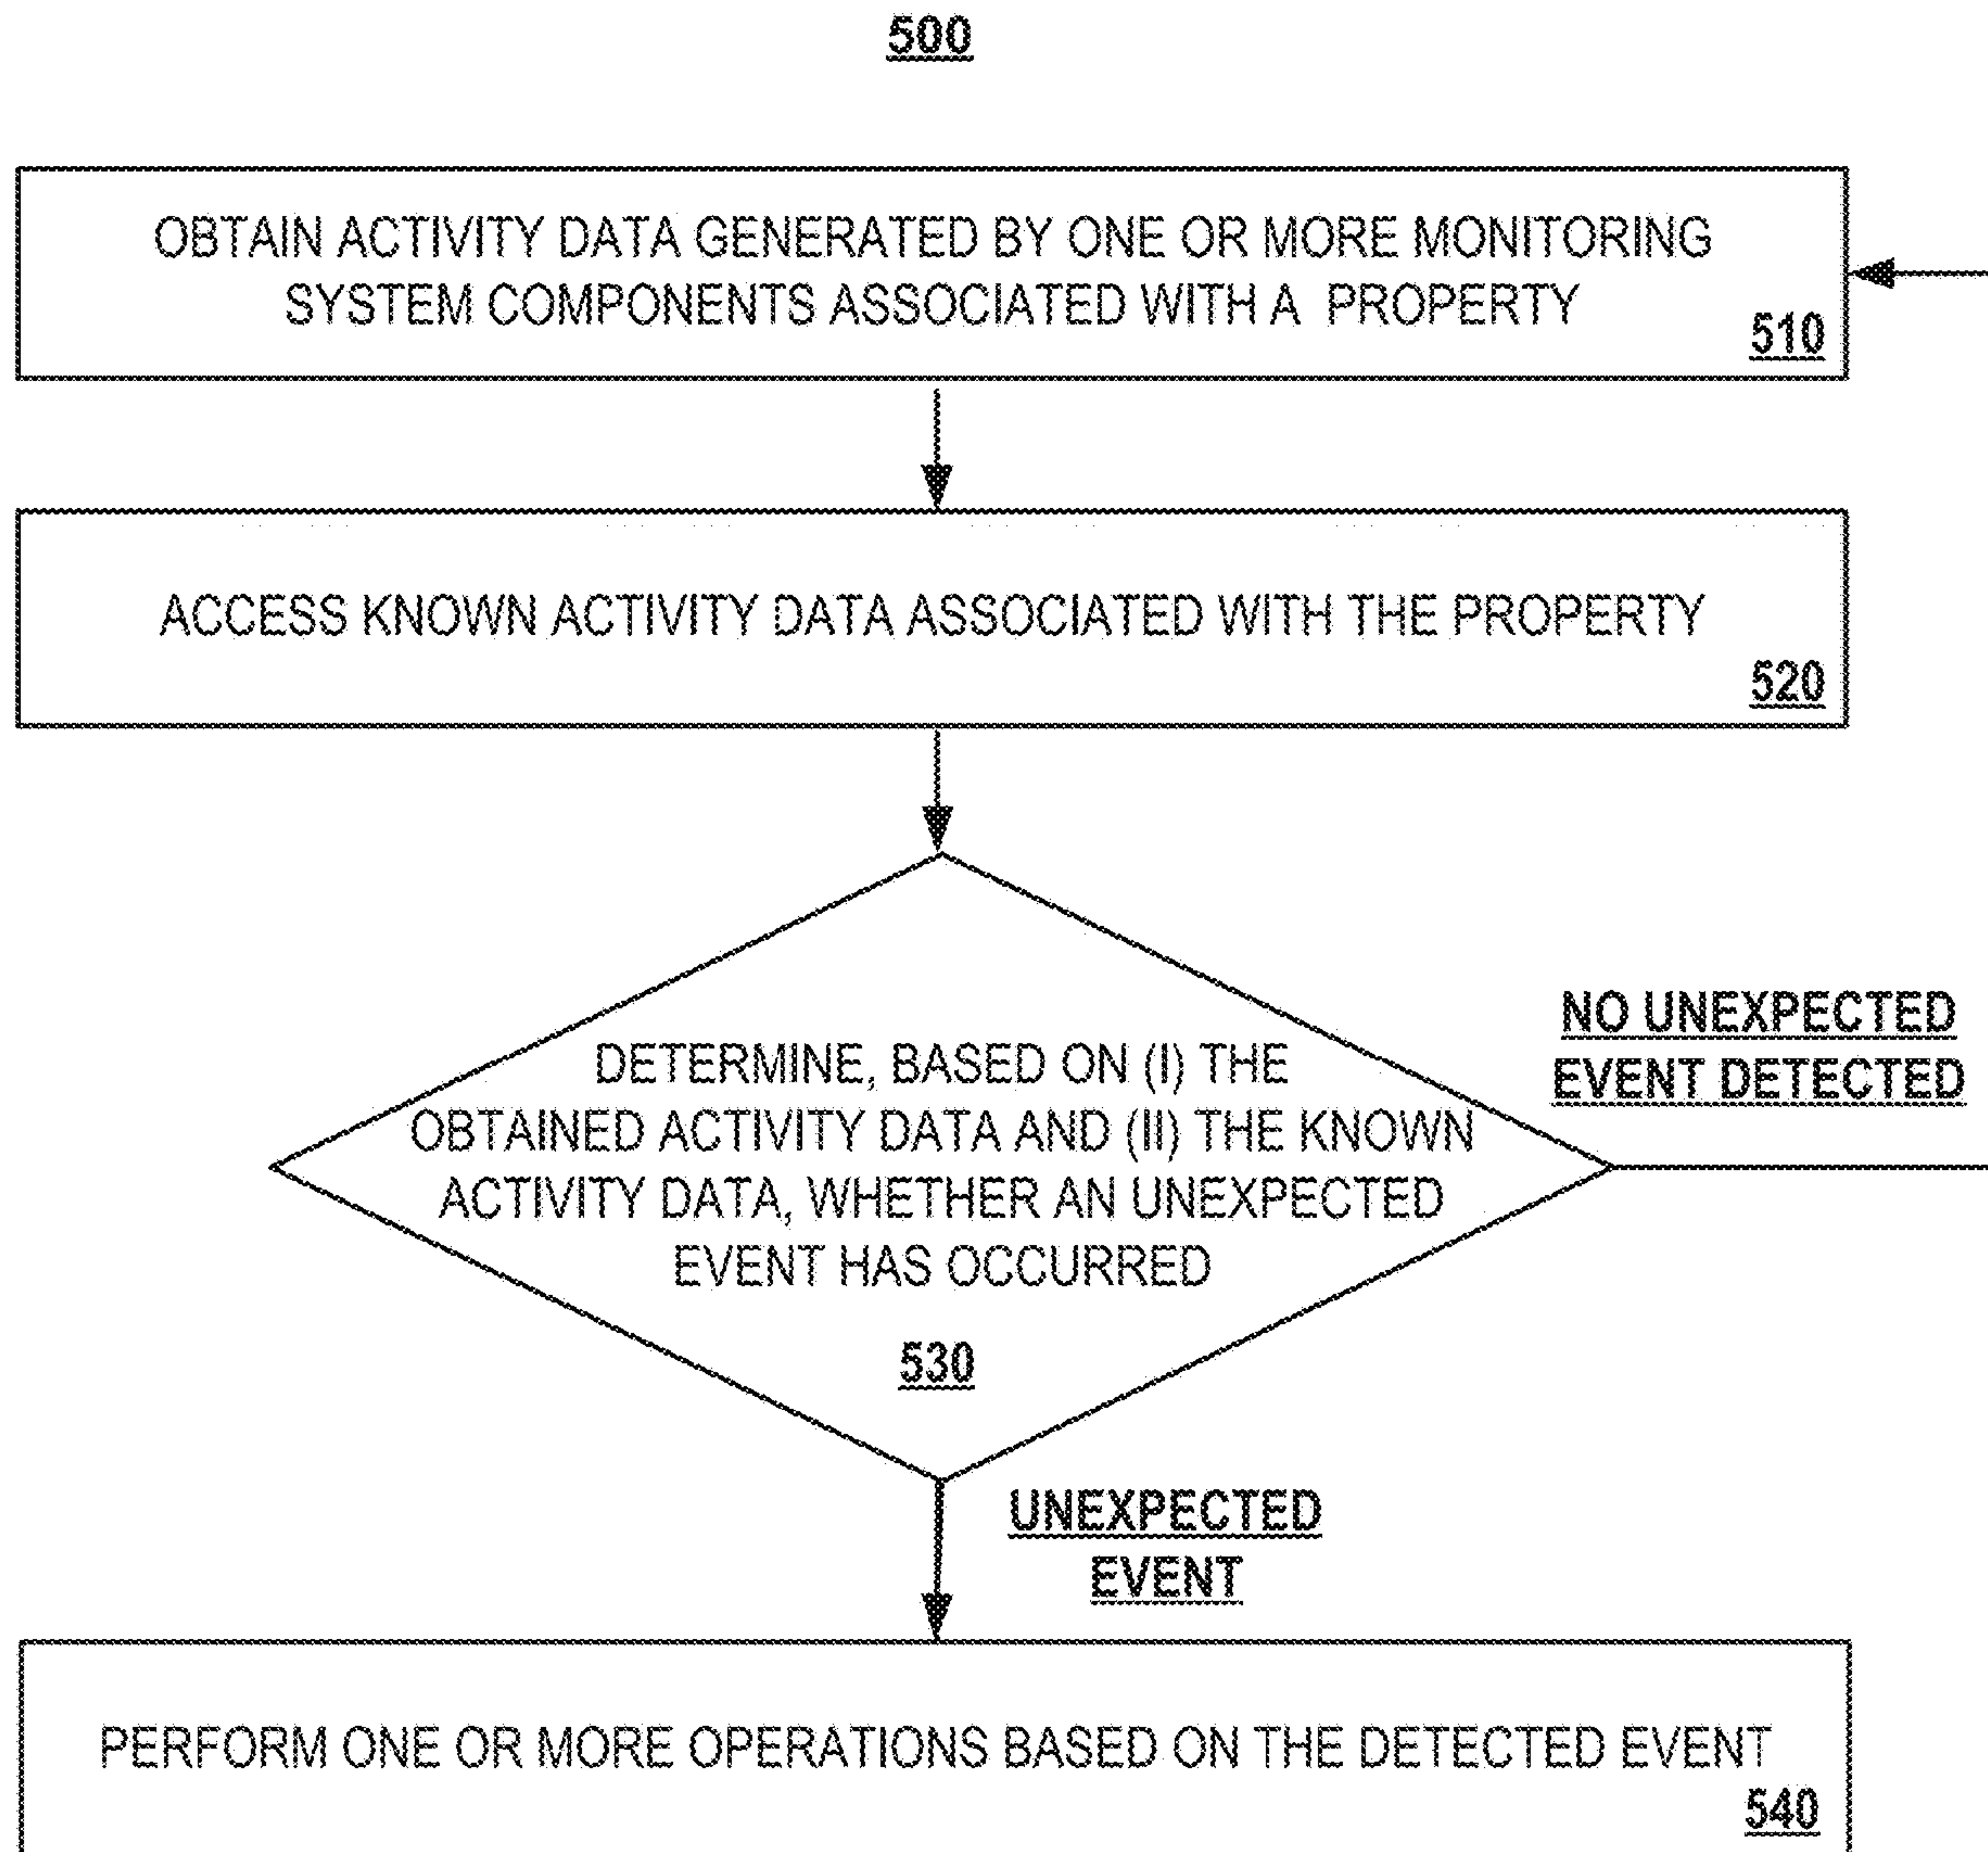 500
OBTAIN ACTIVITY DATA GENERATED BY ONE OR MORE MONITORING
SYSTEM COMPONENTS ASSOCIATED WITH A PROPERTY
510
ACCESS KNOWN ACTIVITY DATA ASSOCIATED WITH THE PROPERTY
520
DETERMINE, BASED ON (I) THE
OBTAINED ACTIVITY DATA AND (II) THE KNOWN
ACTIVITY DATA, WHETHER AN UNEXPECTED
EVENT HAS OCCURRED
530
NO UNEXPECTED
EVENT DETECTED
UNEXPECTED
EVENT
PERFORM ONE OR MORE OPERATIONS BASED ON THE DETECTED EVENT
540